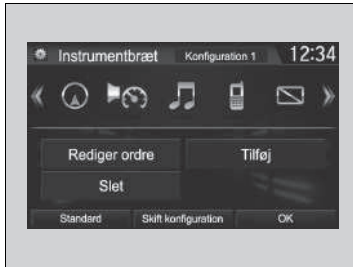 Instrumentbræt Konfiguration 1 12:34
Rediger ordre Tilføj
Slet
Standard Skift konfiguration OK